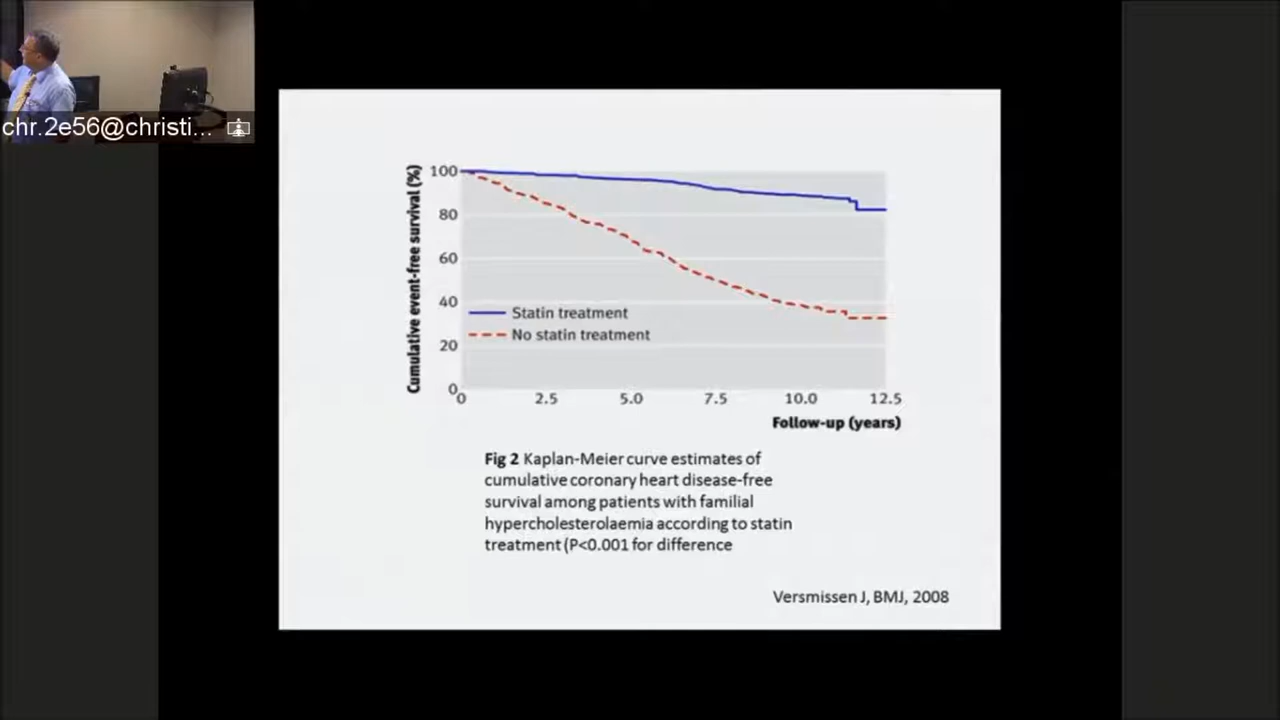 chr.2e56@christi...
Cumulative event-free survival (%)
100
80
60
40
20
0
Statin treatment
No statin treatment
0 2.5 5.0 7.5 10.0 12.5
Follow-up (years)
Fig 2 Kaplan-Meier curve estimates of
cumulative coronary heart disease-free
survival among patients with familial
hypercholesterolaemia according to statin
treatment (P<0.001 for difference
Versmissen J, BMJ, 2008